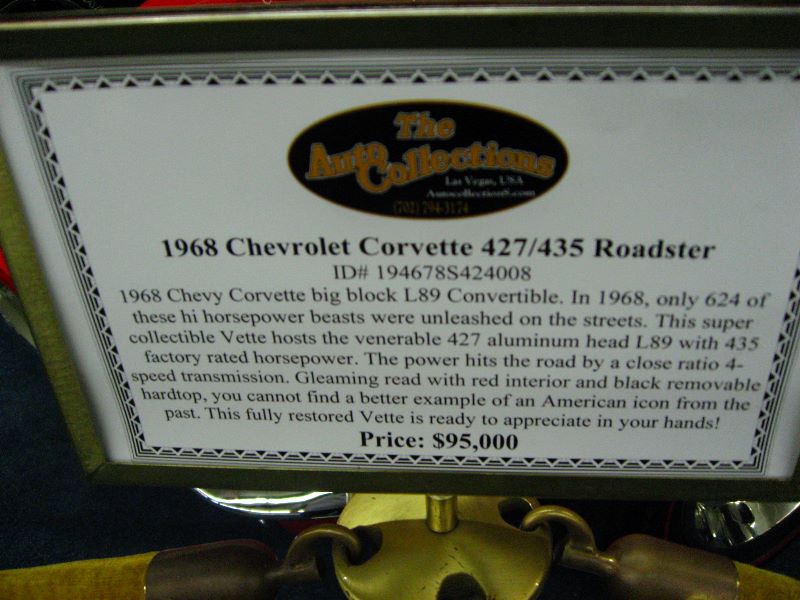 The
Auto Collections
Las Vegas, USA
AutocollectionS.com
(702) 794-3174
1968 Chevrolet Corvette 427/435 Roadster
ID# 194678S424008
1968 Chevy Corvette big block L89 Convertible. In 1968, only 624 of
these hi horsepower beasts were unleashed on the streets. This super
collectible Vette hosts the venerable 427 aluminum head L89 with 435
factory rated horsepower. The power hits the road by a close ratio 4-
speed transmission. Gleaming read with red interior and black removable
hardtop, you cannot find a better example of an American icon from the
past. This fully restored Vette is ready to appreciate in your hands!
Price: $95,000